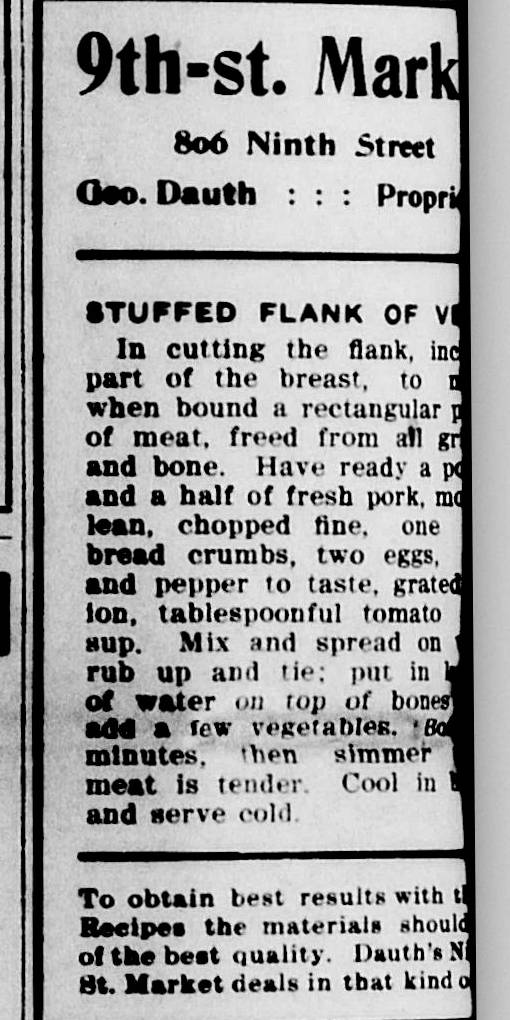 9th-st. Mark
806 Ninth Street
Geo. Dauth : : : Propri
STUFFED FLANK OF V
In cutting the flank, inc
part of the breast, to
when bound a rectangular p
of meat, freed from all gr
and bone. Have ready a po
and a half of fresh pork, mo
lean, chopped fine, one
bread crumbs, two eggs,
and pepper to taste, grated
ion, tablespoonful tomato
sup. Mix and spread on
rub up and tie; put in
of water on top of bones
add a few vegetables. Bo
minutes, then simmer
meat is tender. Cool in
and serve cold.
To obtain best results with t
Recipes the materials should
of the best quality. Dauth's Ni
St. Market deals in that kind o